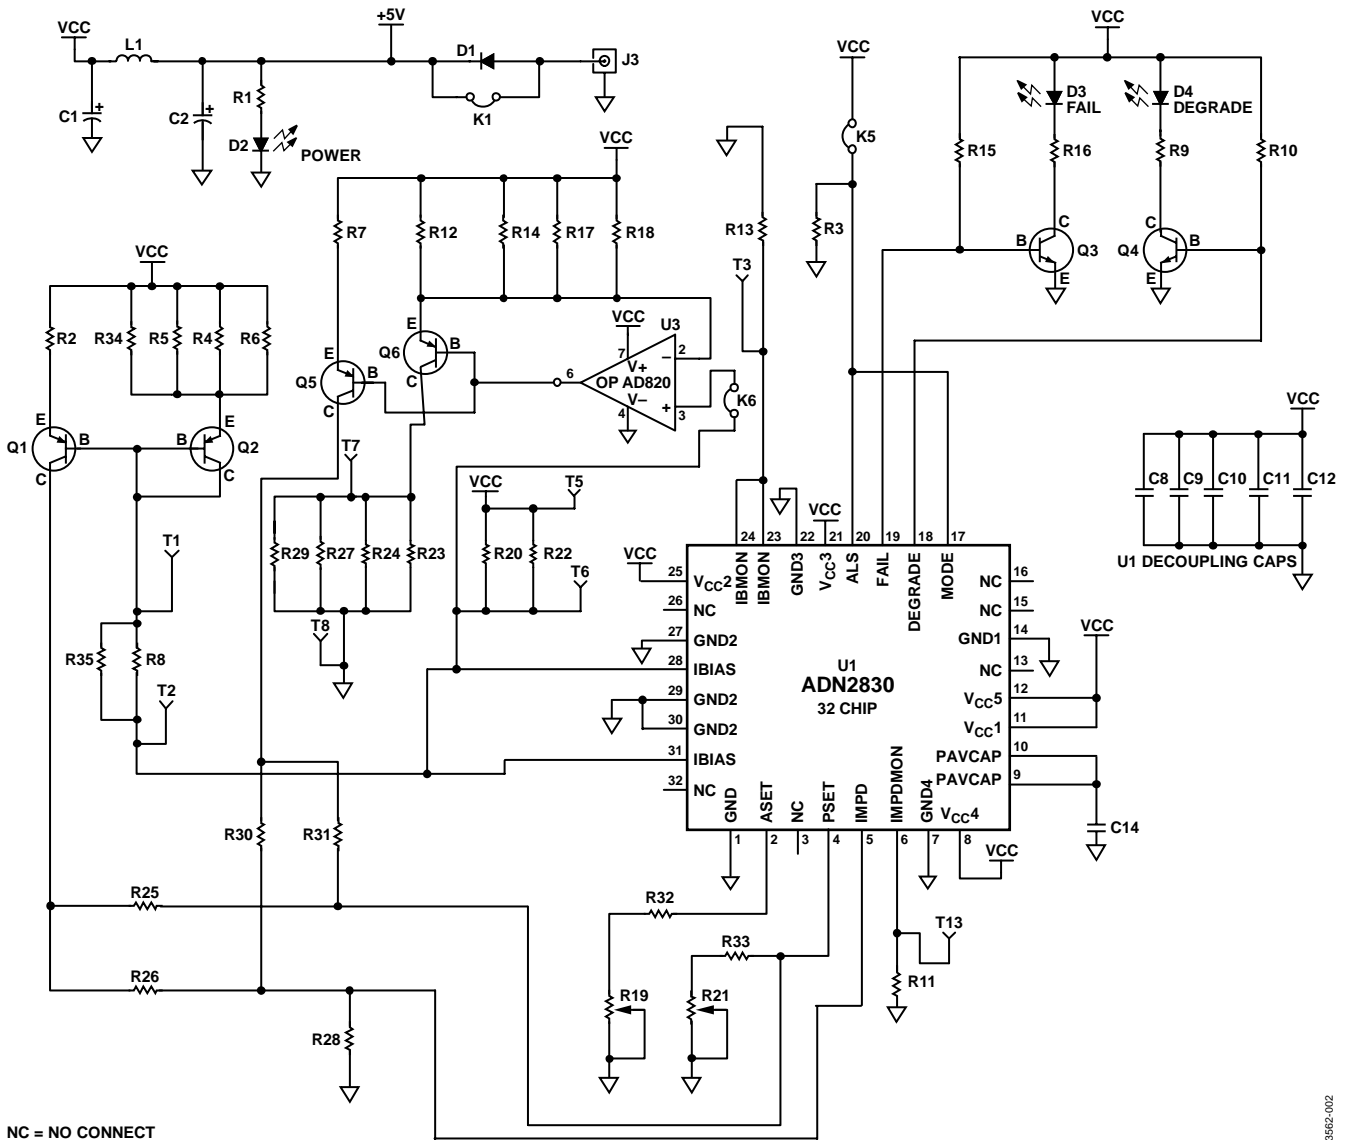 VCC
L1
+5V
D1
J3
VCC
VCC
C1
+
C2
+
R1
D2
POWER
K1
VCC
K5
D3
FAIL
D4
DEGRADE
R15
R16
R9
R10
R7
R12
R14
R17
R18
R13
R3
T3
B
C
E
Q3
Q4
C
B
E
VCC
R2
R34
R5
R4
R6
E
Q6
B
C
VCC
U3
7
V+
2
–
6
OP AD820
V–
4
+
3
K6
E
Q5
B
C
E
Q1
B
C
B
E
Q2
C
T7
VCC
T5
R29
R27
R24
R23
R20
R22
T6
T8
T1
R35
R8
T2
VCC
VCC
C8
C9
C10
C11
C12
U1 DECOUPLING CAPS
24
23
22
21
20
19
18
17
IBMON
IBMON
GND3
VCC3
ALS
FAIL
DEGRADE
MODE
VCC
25
VCC2
26
NC
27
GND2
28
IBIAS
29
GND2
30
GND2
31
IBIAS
32
NC
U1
ADN2830
32 CHIP
NC
16
NC
15
GND1
14
NC
13
VCC5
12
VCC1
11
PAVCAP
10
PAVCAP
9
VCC
C14
GND
ASET
NC
PSET
IMPD
IMPDMON
GND4
VCC4
1
2
3
4
5
6
7
8
VCC
R30
R31
R25
R26
R28
R32
R33
R19
R21
T13
R11
NC = NO CONNECT
3562-002